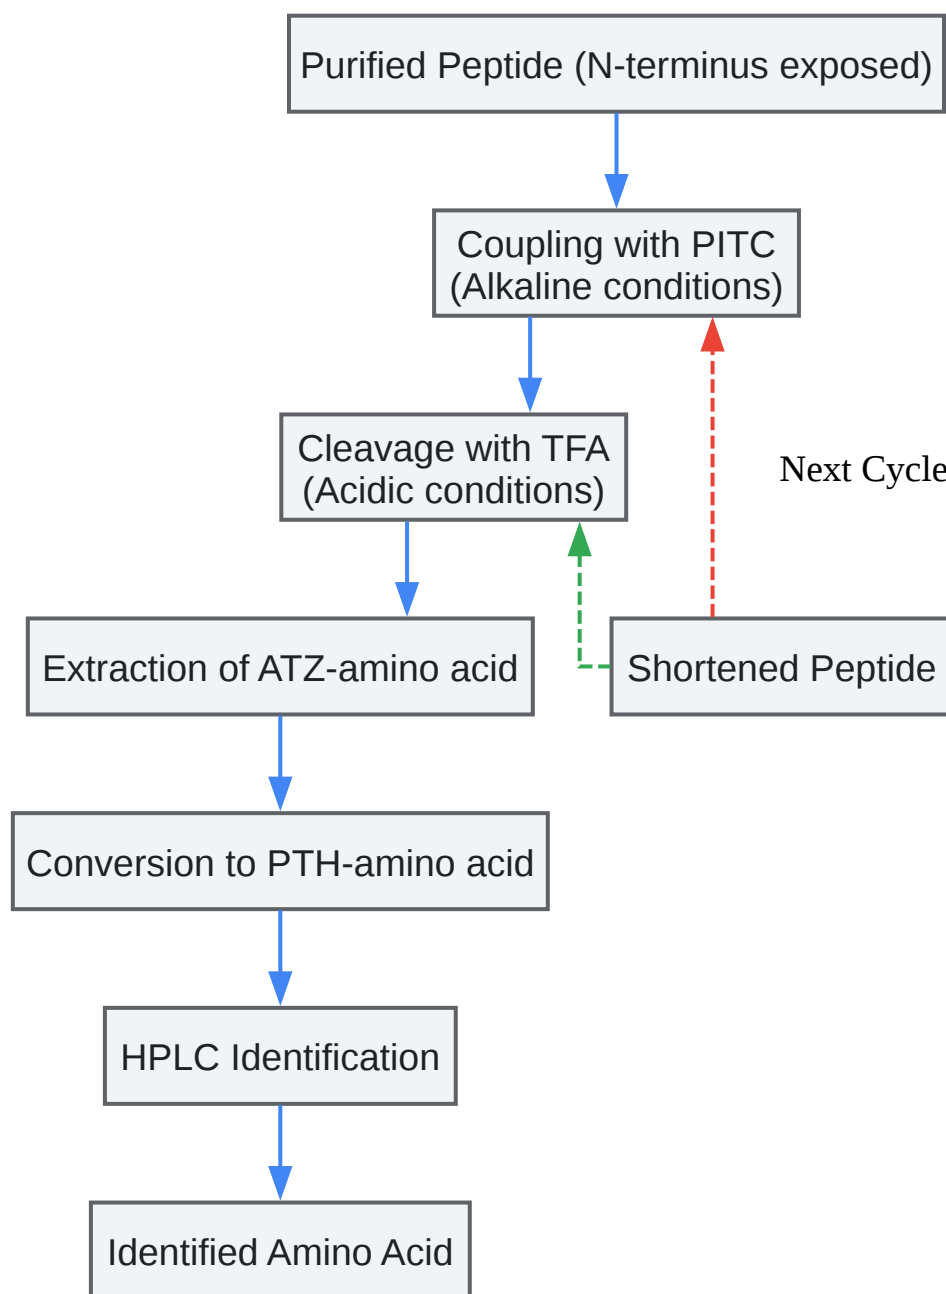 Purified Peptide (N-terminus exposed)
Coupling with PITC
(Alkaline conditions)
Cleavage with TFA
(Acidic conditions)
Next Cycle
Extraction of ATZ-amino acid
Shortened Peptide
Conversion to PTH-amino acid
HPLC Identification
Identified Amino Acid